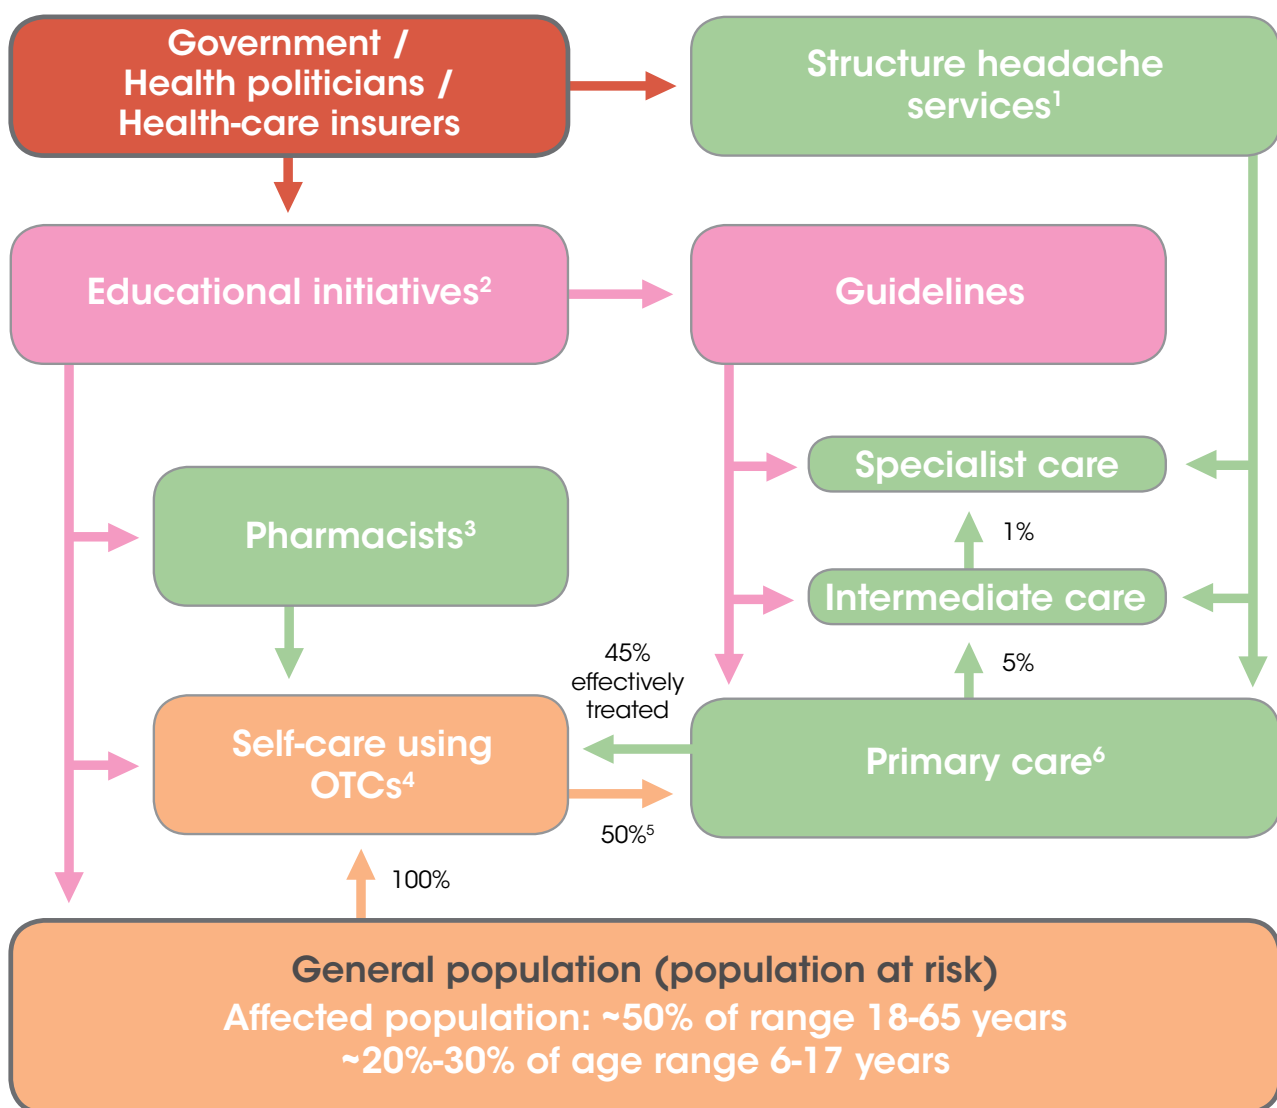 Government /
Health politicians /
Health-care insurers
Structure headache
services¹
Educational initiatives²
Guidelines
Specialist care
Pharmacists³
1%
Intermediate care
45%
effectively
treated
5%
Self-care using
OTCs⁴
Primary care⁶
50%⁵
100%
General population (population at risk)
Affected population: ~50% of range 18-65 years
~20%-30% of age range 6-17 years